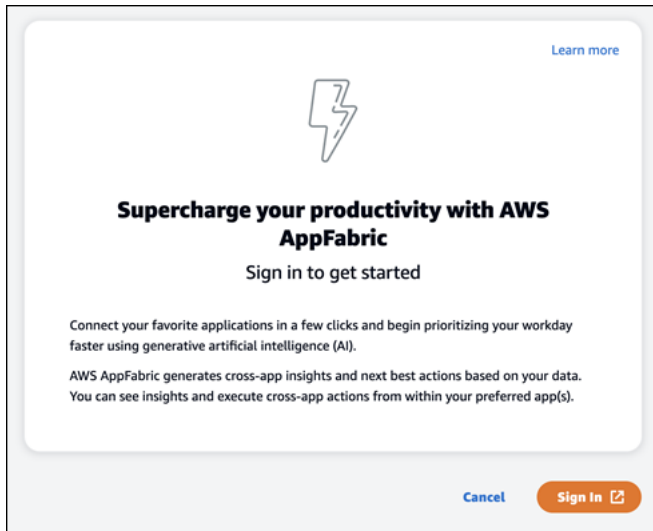 Learn more
Supercharge your productivity with AWS
AppFabric
Sign in to get started
Connect your favorite applications in a few clicks and begin prioritizing your workday
faster using generative artificial intelligence (AI).
AWS AppFabric generates cross-app insights and next best actions based on your data.
You can see insights and execute cross-app actions from within your preferred app(s).
Cancel
Sign In